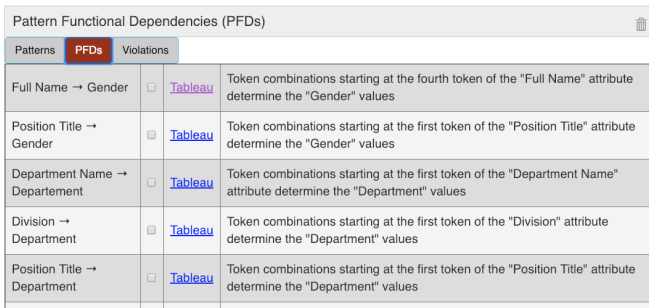 Pattern Functional Dependencies (PFDs)
Patterns PFDs Violations
Full Name → Gender Tableau Token combinations starting at the fourth token of the "Full Name" attribute
determine the "Gender" values
Position Title →
Gender
Tableau
Token combinations starting at the first token of the "Position Title" attribute
determine the "Gender" values
Department Name →
Departement
Tableau
Token combinations starting at the first token of the "Department Name"
attribute determine the "Department" values
Division →
Department
Tableau
Token combinations starting at the first token of the "Division" attribute
determine the "Department" values
Position Title →
Department
Tableau
Token combinations starting at the first token of the "Position Title" attribute
determine the "Department" values